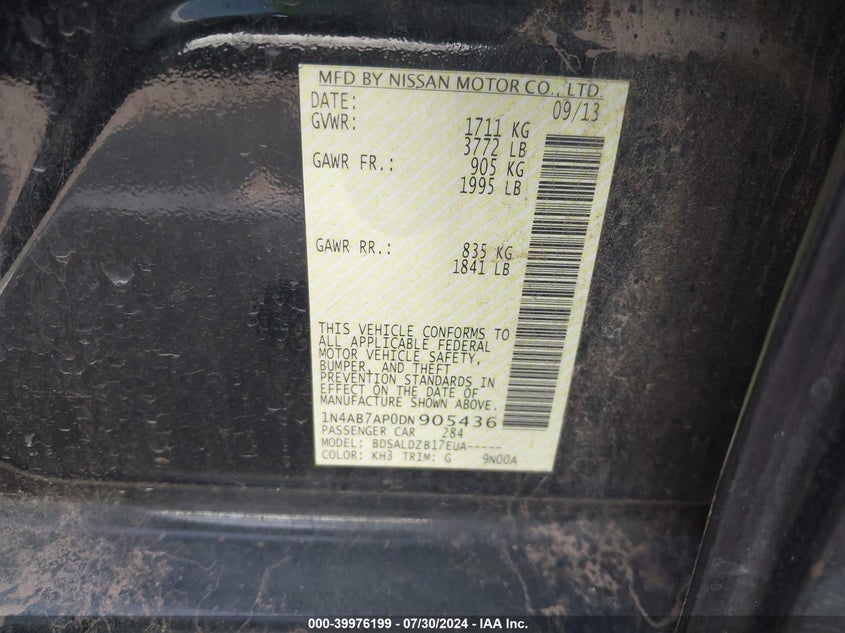 MFD BY NISSAN MOTOR CO., LTD.
DATE: 09/13
GVWR: 1711 KG
3772 LB
GAWR FR.: 905 KG
1995 LB
GAWR RR.: 835 KG
1841 LB
THIS VEHICLE CONFORMS TO
ALL APPLICABLE FEDERAL
MOTOR VEHICLE SAFETY,
BUMPER, AND THEFT
PREVENTION STANDARDS IN
EFFECT ON THE DATE OF
MANUFACTURE SHOWN ABOVE.
1N4AB7AP0DN905436
PASSENGER CAR 284
MODEL: BDSALDZB17EUA-----
COLOR: KH3 TRIM: G 9N00A
000-39976199 - 07/30/2024 - IAA Inc.